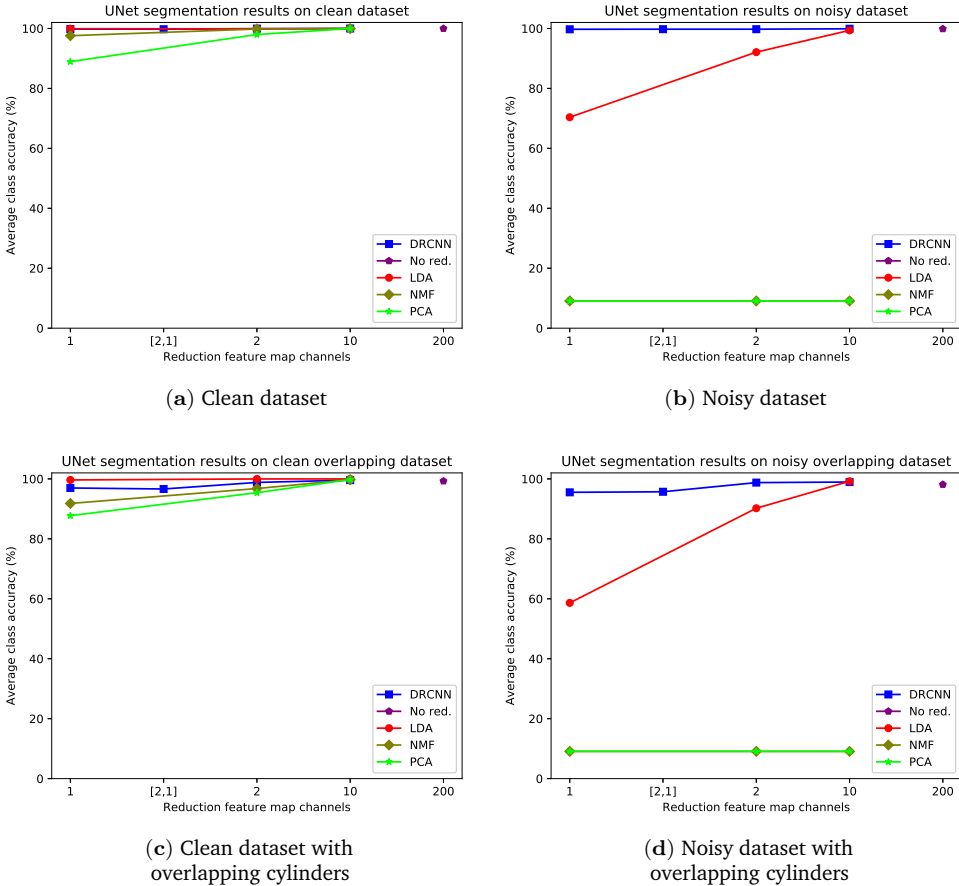 UNet segmentation results on clean dataset
Average class accuracy (%)
100
80
60
40
20
0
DRCNN
No red.
LDA
NMF
PCA
1 [2,1] 2 10 200
Reduction feature map channels
(a) Clean dataset
UNet segmentation results on noisy dataset
Average class accuracy (%)
100
80
60
40
20
0
DRCNN
No red.
LDA
NMF
PCA
1 [2,1] 2 10 200
Reduction feature map channels
(b) Noisy dataset
UNet segmentation results on clean overlapping dataset
Average class accuracy (%)
100
80
60
40
20
0
DRCNN
No red.
LDA
NMF
PCA
1 [2,1] 2 10 200
Reduction feature map channels
(c) Clean dataset with
overlapping cylinders
UNet segmentation results on noisy overlapping dataset
Average class accuracy (%)
100
80
60
40
20
0
DRCNN
No red.
LDA
NMF
PCA
1 [2,1] 2 10 200
Reduction feature map channels
(d) Noisy dataset with
overlapping cylinders